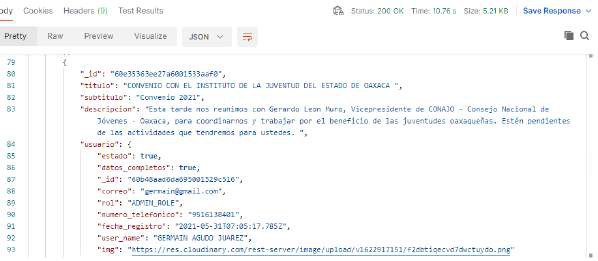 ody Cookies Headers (9) Test Results Status: 200 OK Time: 10.76 s Size: 5.21 KB Save Response
Pretty Raw Preview Visualize JSON
79 {
80 "_id": "60e35363ee27a6001533aaf0",
81 "titulo": "CONVENIO CON EL INSTITUTO DE LA JUVENTUD DEL ESTADO DE OAXACA ",
82 "subtitulo": "Convenio 2021",
83 "descripcion": "Esta tarde nos reunimos con Gerardo Leon Muro, Vicepresidente de CONAJO - Consejo Nacional de
Jóvenes - Oaxaca, para coordinarnos y trabajar por el beneficio de las juventudes oaxaqueñas. Estén pendientes
de las actividades que tendremos para ustedes. ",
84 "usuario": {
85 "estado": true,
86 "datos_completos": true,
87 "_id": "60b48aad6da695001529c516",
88 "correo": "germain@gmail.com",
89 "rol": "ADMIN_ROLE",
90 "numero_telefonico": "9516138401",
91 "fecha_registro": "2021-05-31T07:05:17.785Z",
92 "user_name": "GERMAIN AGUDO JUAREZ",
93 "img": "https://res.cloudinary.com/rest-server/image/upload/v1622917151/f2dbtiqecvd7dwctuydo.png"